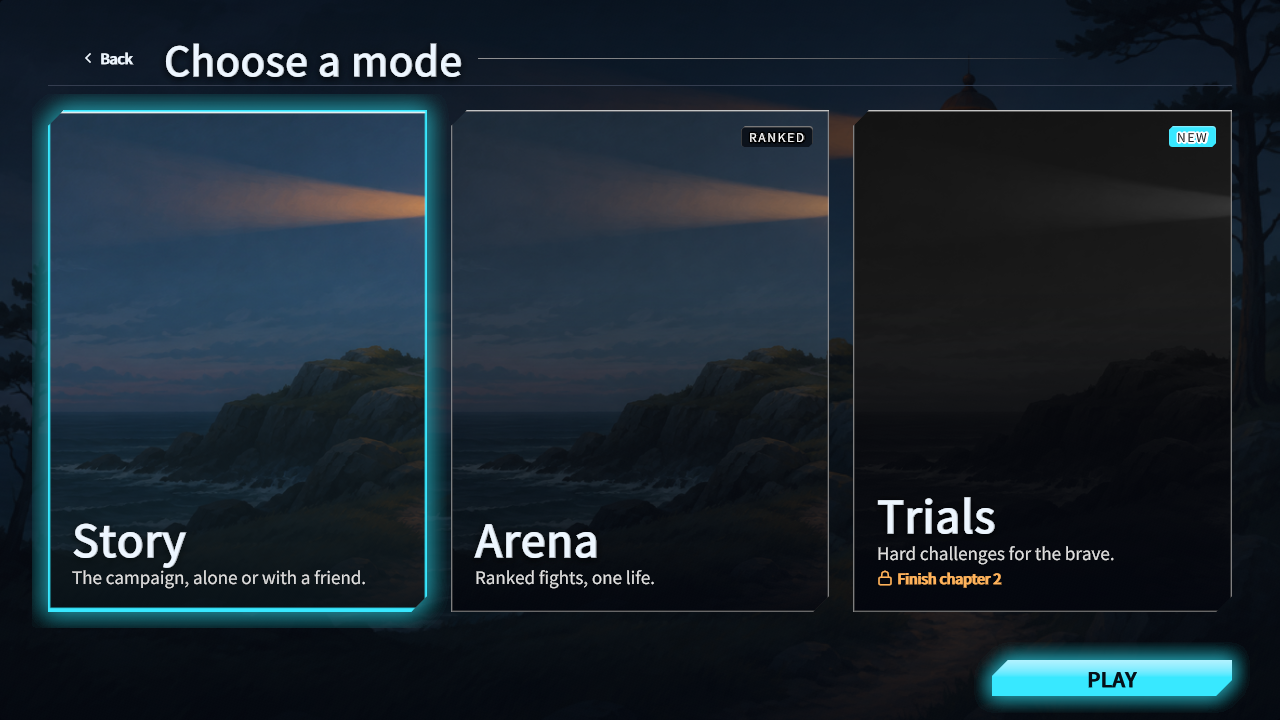 Back
Choose a mode
RANKED
NEW
Story
The campaign, alone or with a friend.
Arena
Ranked fights, one life.
Trials
Hard challenges for the brave.
Finish chapter 2
PLAY